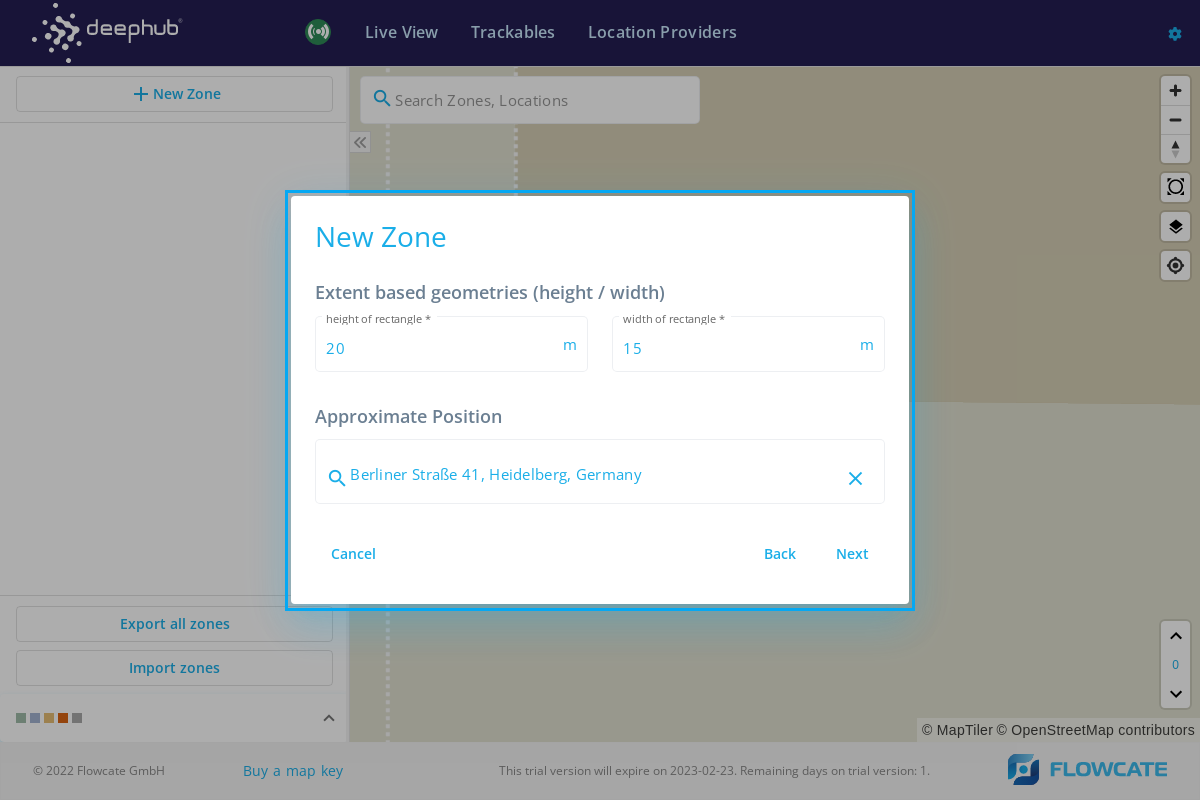 deephub
Live View
Trackables
Location Providers
New Zone
Search Zones, Locations
New Zone
Extent based geometries (height / width)
height of rectangle *
20
m
width of rectangle *
15
m
Approximate Position
Berliner Straße 41, Heidelberg, Germany
Cancel
Back
Next
Export all zones
Import zones
0
© MapTiler © OpenStreetMap contributors
© 2022 Flowcate GmbH
Buy a map key
This trial version will expire on 2023-02-23. Remaining days on trial version: 1.
FLOWCATE